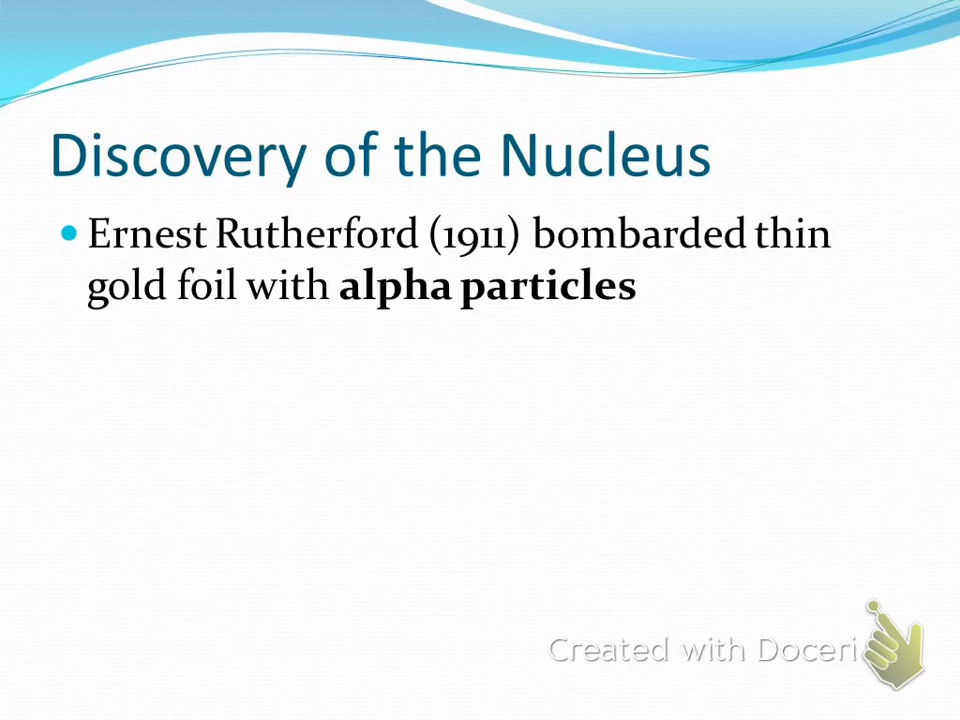 Discovery of the Nucleus
• Ernest Rutherford (1911) bombarded thin
gold foil with alpha particles
Created with Doceri